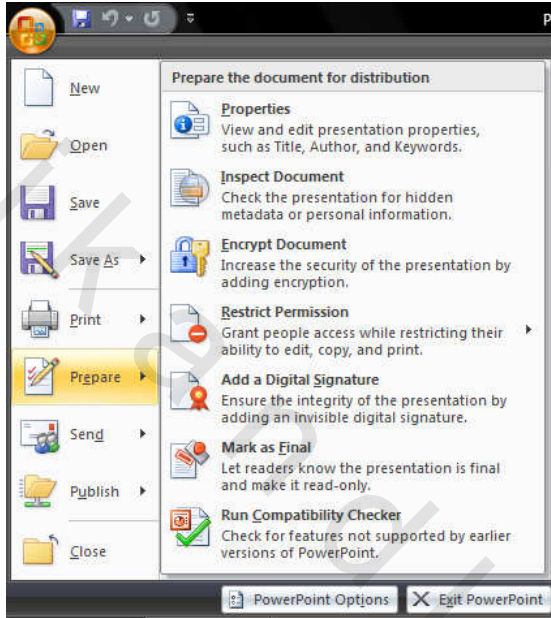 P
New
Open
Save
Save As
Print
Prepare
Send
Publish
Close
Prepare the document for distribution
Properties
View and edit presentation properties,
such as Title, Author, and Keywords.
Inspect Document
Check the presentation for hidden
metadata or personal information.
Encrypt Document
Increase the security of the presentation by
adding encryption.
Restrict Permission
Grant people access while restricting their
ability to edit, copy, and print.
Add a Digital Signature
Ensure the integrity of the presentation by
adding an invisible digital signature.
Mark as Final
Let readers know the presentation is final
and make it read-only.
Run Compatibility Checker
Check for features not supported by earlier
versions of PowerPoint.
PowerPoint Options
Exit PowerPoint